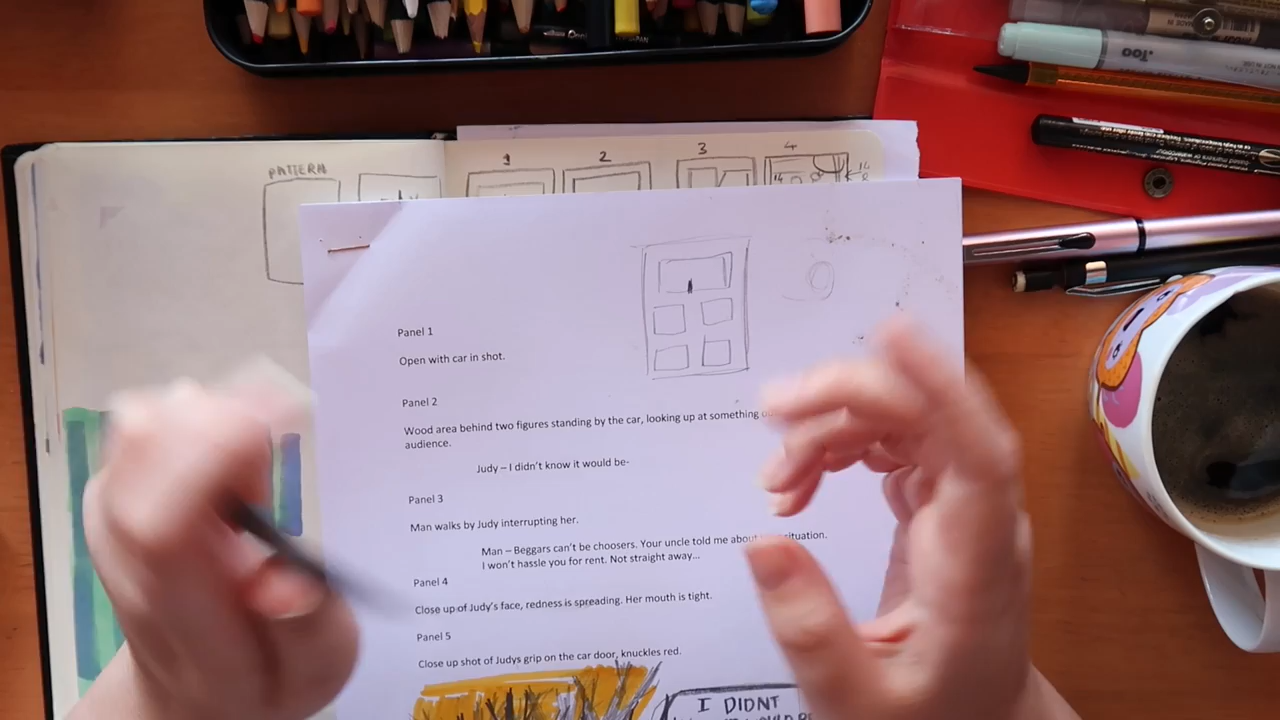 PATTERN
1 2 3 4
14 14
9
Panel 1
Open with car in shot.
Panel 2
Wood area behind two figures standing by the car, looking up at something
audience.
Judy – I didn't know it would be-
Panel 3
Man walks by Judy interrupting her.
Man – Beggars can't be choosers. Your uncle told me about situation.
I won't hassle you for rent. Not straight away...
Panel 4
Close up of Judy's face, redness is spreading. Her mouth is tight.
Panel 5
Close up shot of Judys grip on the car door, knuckles red.
I DIDNT
.Too